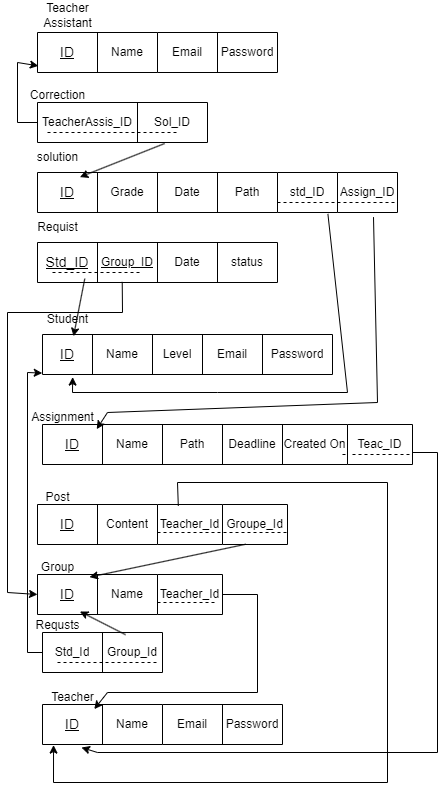 Teacher
Assistant
ID Name Email Password
Correction
TeacherAssis_ID Sol_ID
solution
ID Grade Date Path std_ID Assign_ID
Requist
Std_ID Group_ID Date status
Student
ID Name Level Email Password
Assignment
ID Name Path Deadline Created On Teac_ID
Post
ID Content Teacher_Id Groupe_Id
Group
ID Name Teacher_Id
Requsts
Std_Id Group_Id
Teacher
ID Name Email Password